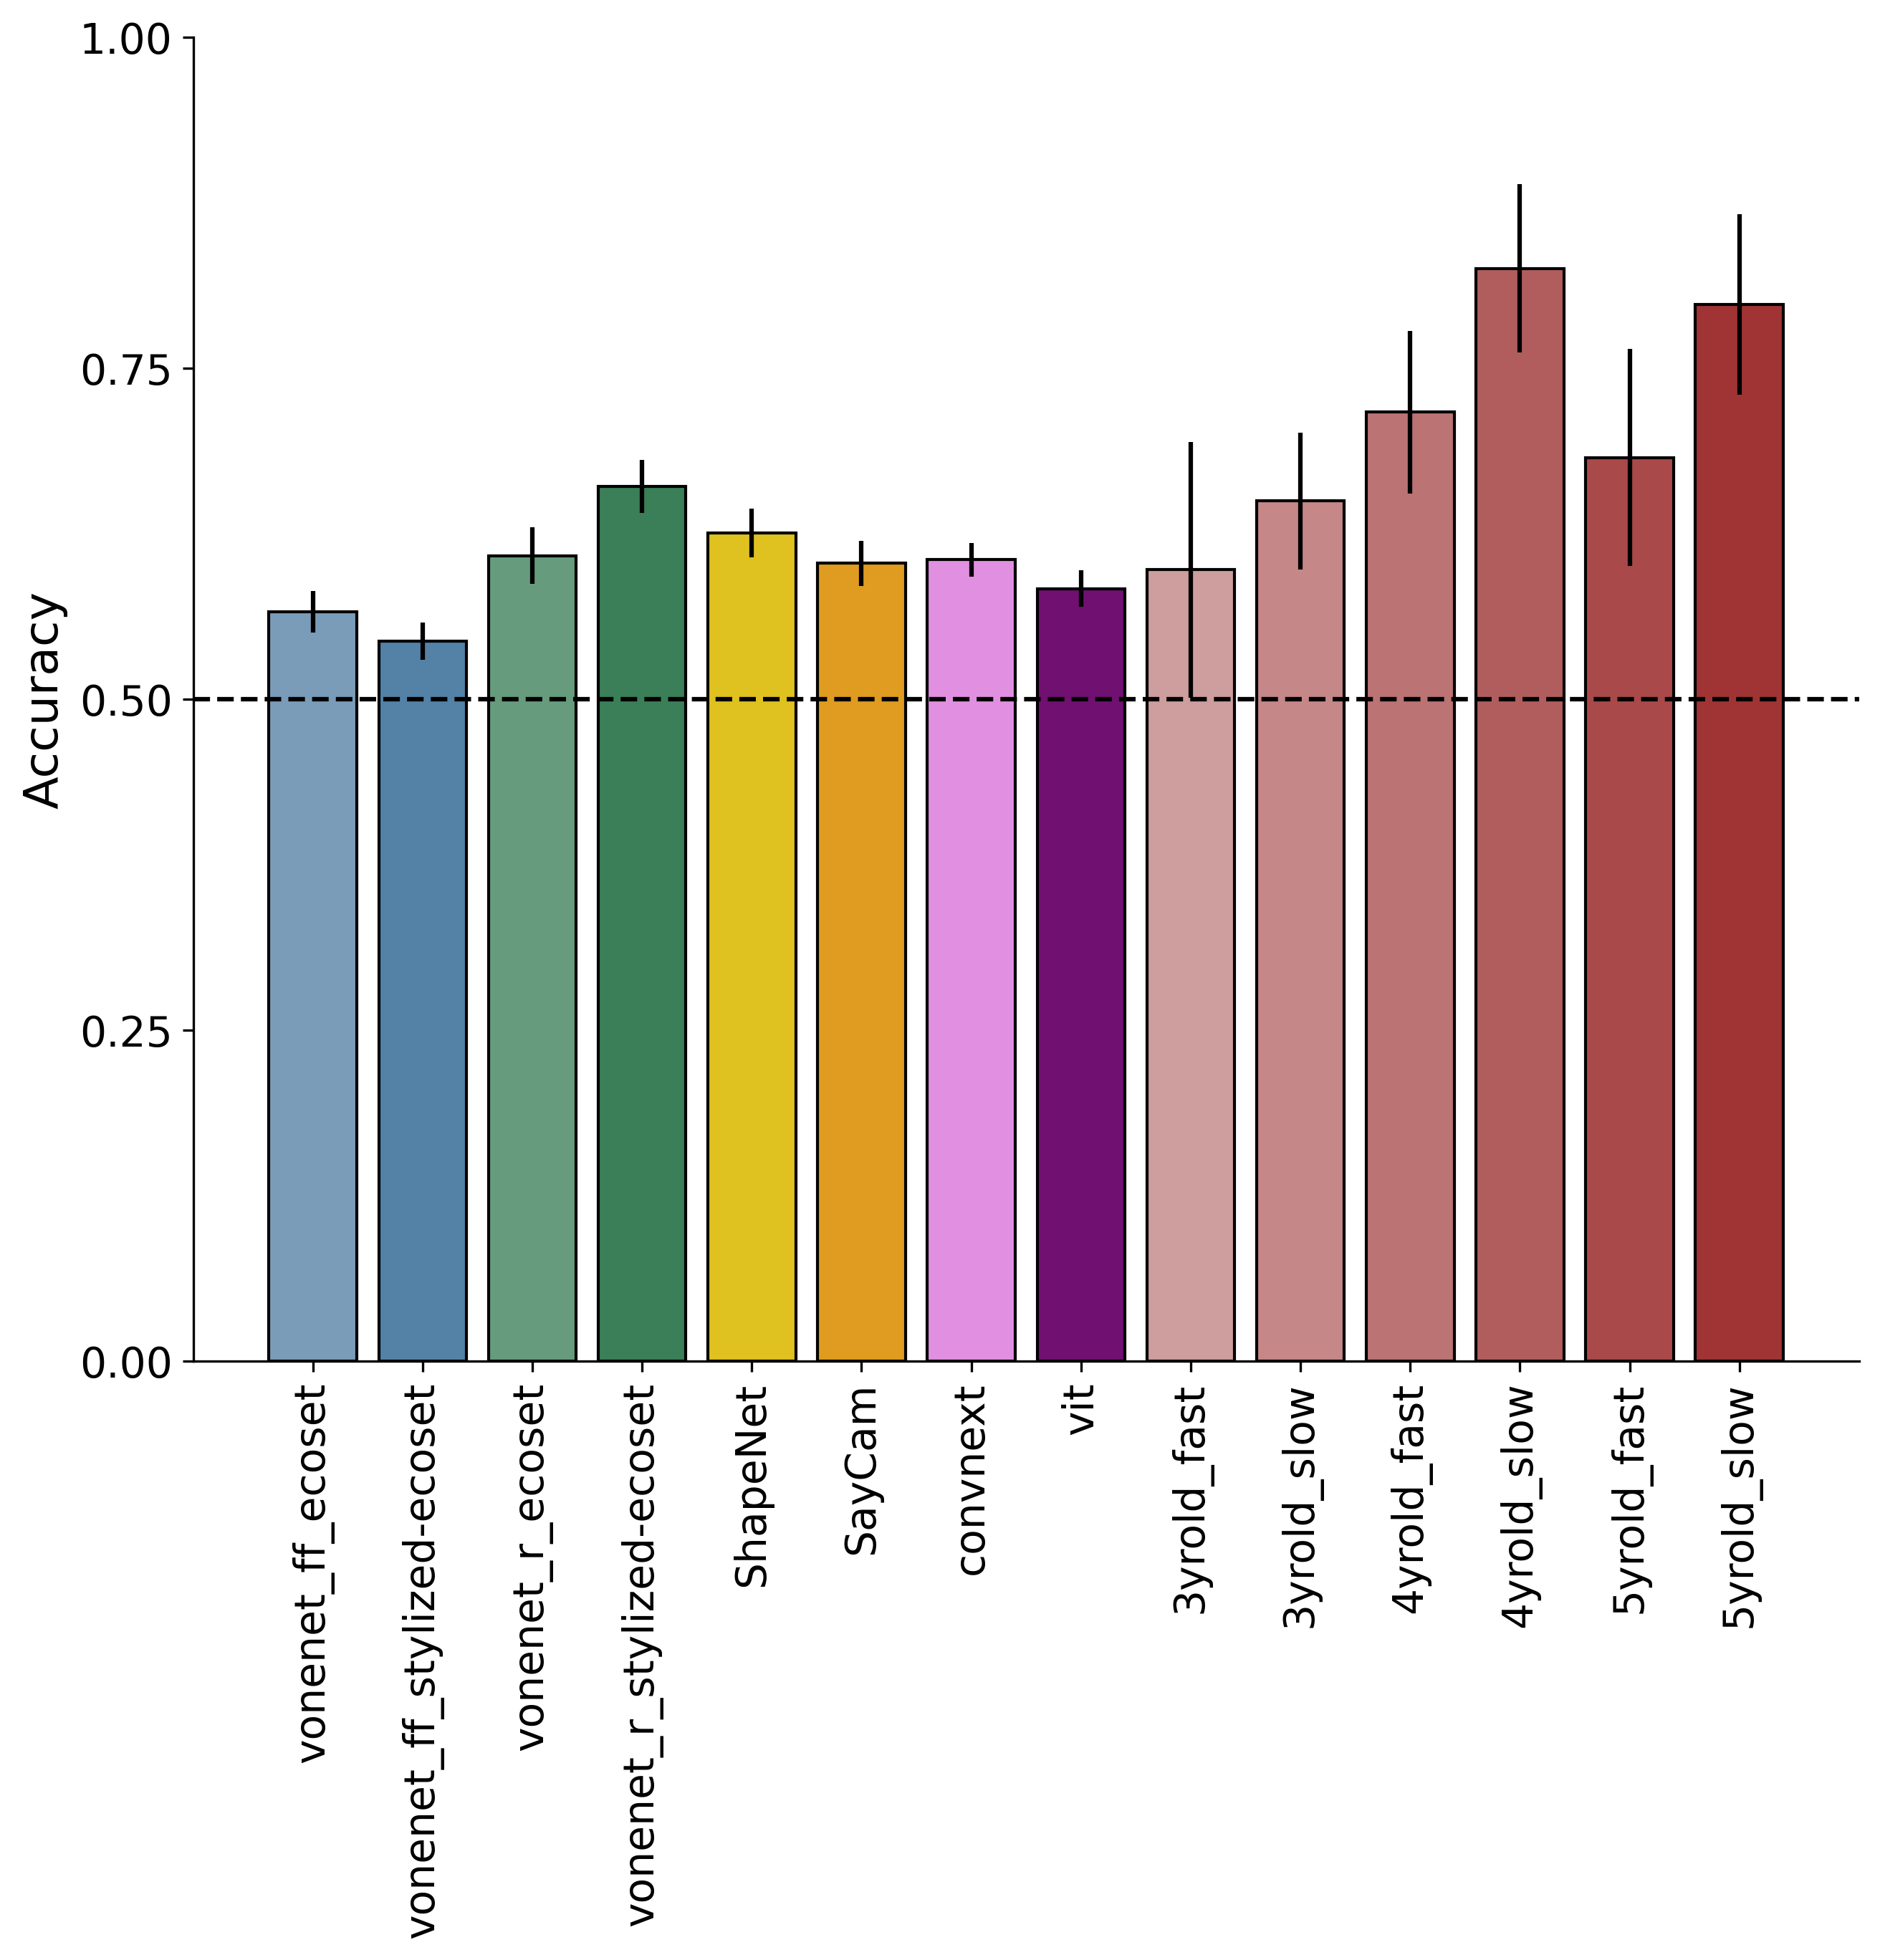 1.00
0.75
0.50
0.25
0.00
Accuracy
vonenet_ff_ecoset
vonenet_ff_stylized-ecoset
vonenet_r_ecoset
vonenet_r_stylized-ecoset
ShapeNet
SayCam
convnext
vit
3yrold_fast
3yrold_slow
4yrold_fast
4yrold_slow
5yrold_fast
5yrold_slow